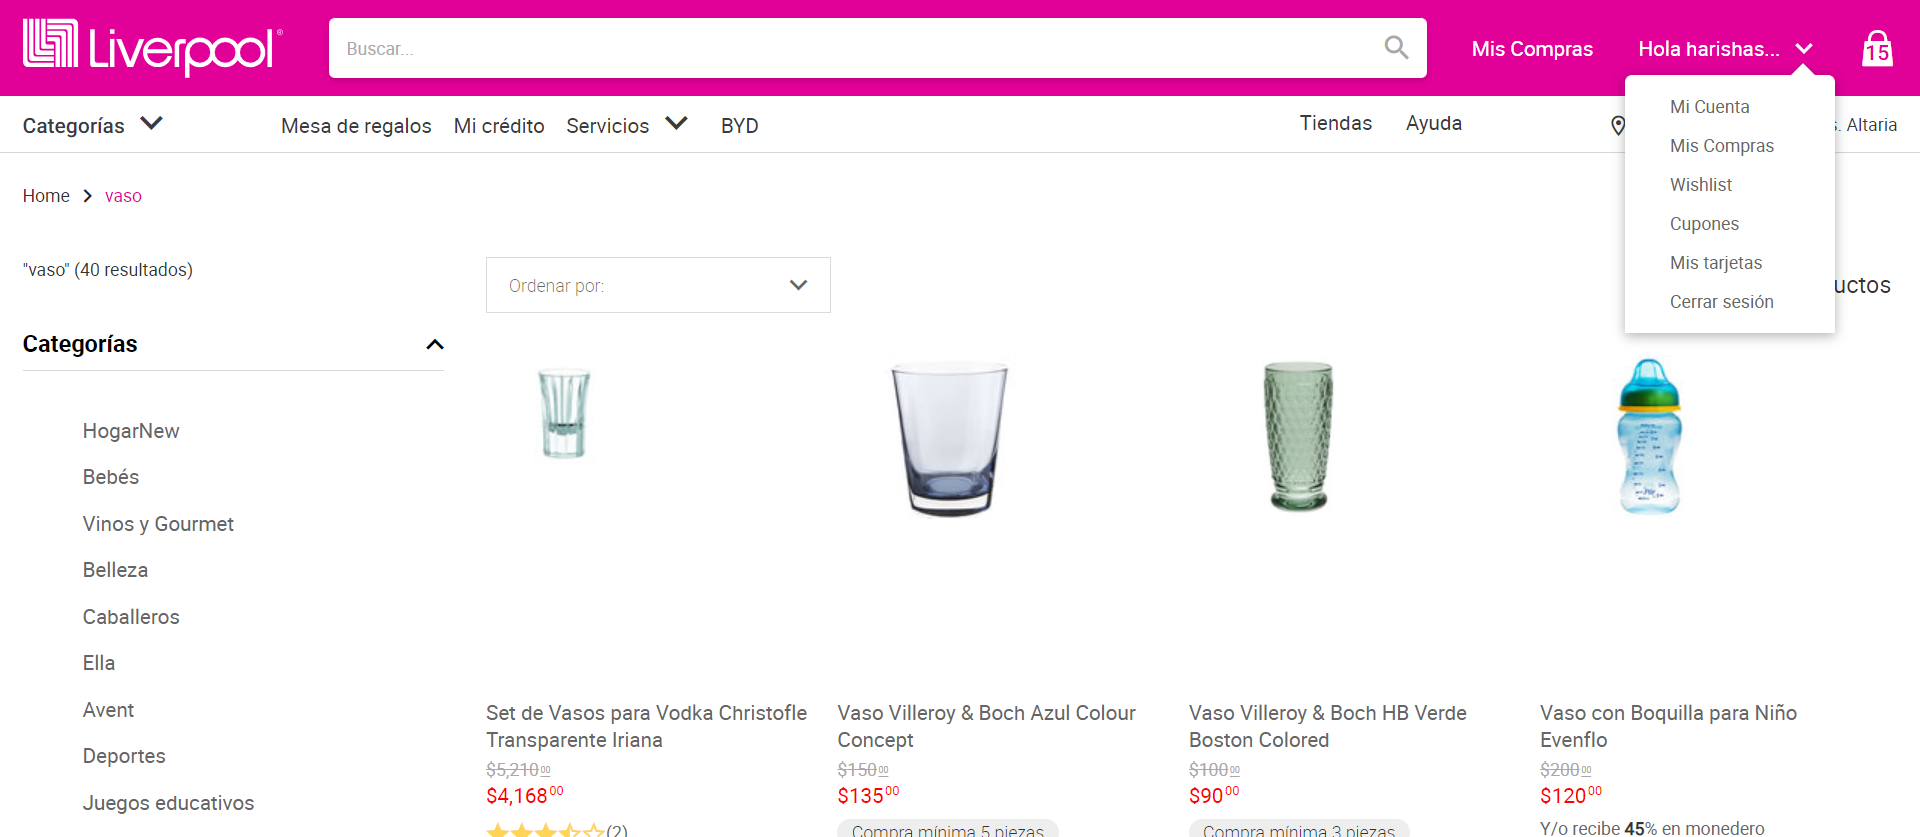 Liverpool®
Buscar...
Mis Compras
Hola harishas...
15
Categorías
Mesa de regalos
Mi crédito
Servicios
BYD
Tiendas
Ayuda
s. Altaria
Mi Cuenta
Mis Compras
Wishlist
Cupones
Mis tarjetas
Cerrar sesión
Home
vaso
"vaso" (40 resultados)
Ordenar por:
uctos
Categorías
HogarNew
Bebés
Vinos y Gourmet
Belleza
Caballeros
Ella
Avent
Deportes
Juegos educativos
Set de Vasos para Vodka Christofle
Transparente Iriana
$5,210 00
$4,168 00
(2)
Vaso Villeroy & Boch Azul Colour
Concept
$150 00
$135 00
Compra mínima 5 piezas
Vaso Villeroy & Boch HB Verde
Boston Colored
$100 00
$90 00
Compra mínima 3 piezas
Vaso con Boquilla para Niño
Evenflo
$200 00
$120 00
Y/o recibe 45% en monedero